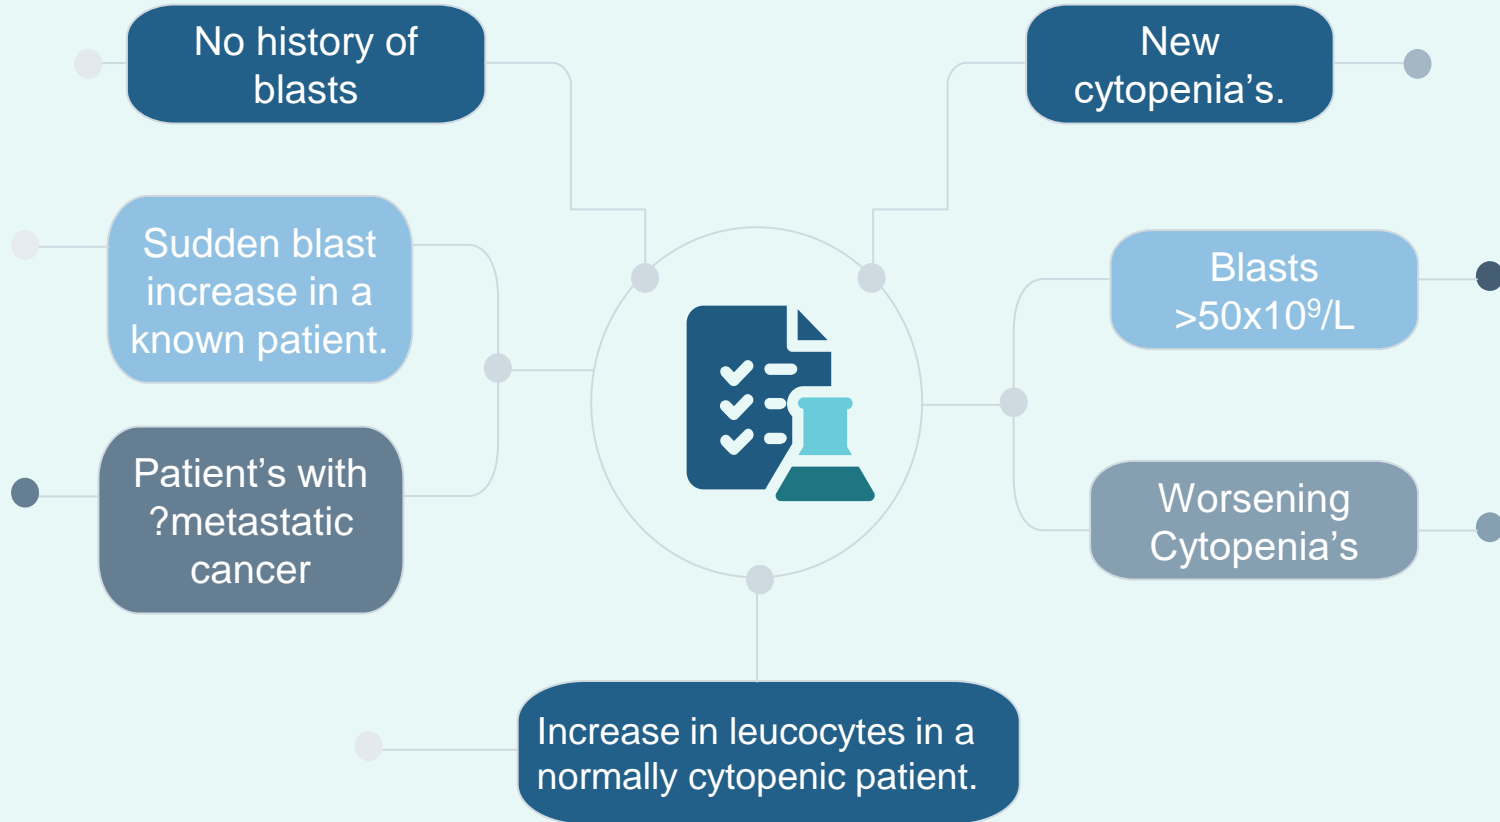 No history of
blasts
New
cytopenia's.
Sudden blast
increase in a
known patient.
Blasts
>50x10⁹/L
Patient's with
?metastatic
cancer
Worsening
Cytopenia's
Increase in leucocytes in a
normally cytopenic patient.